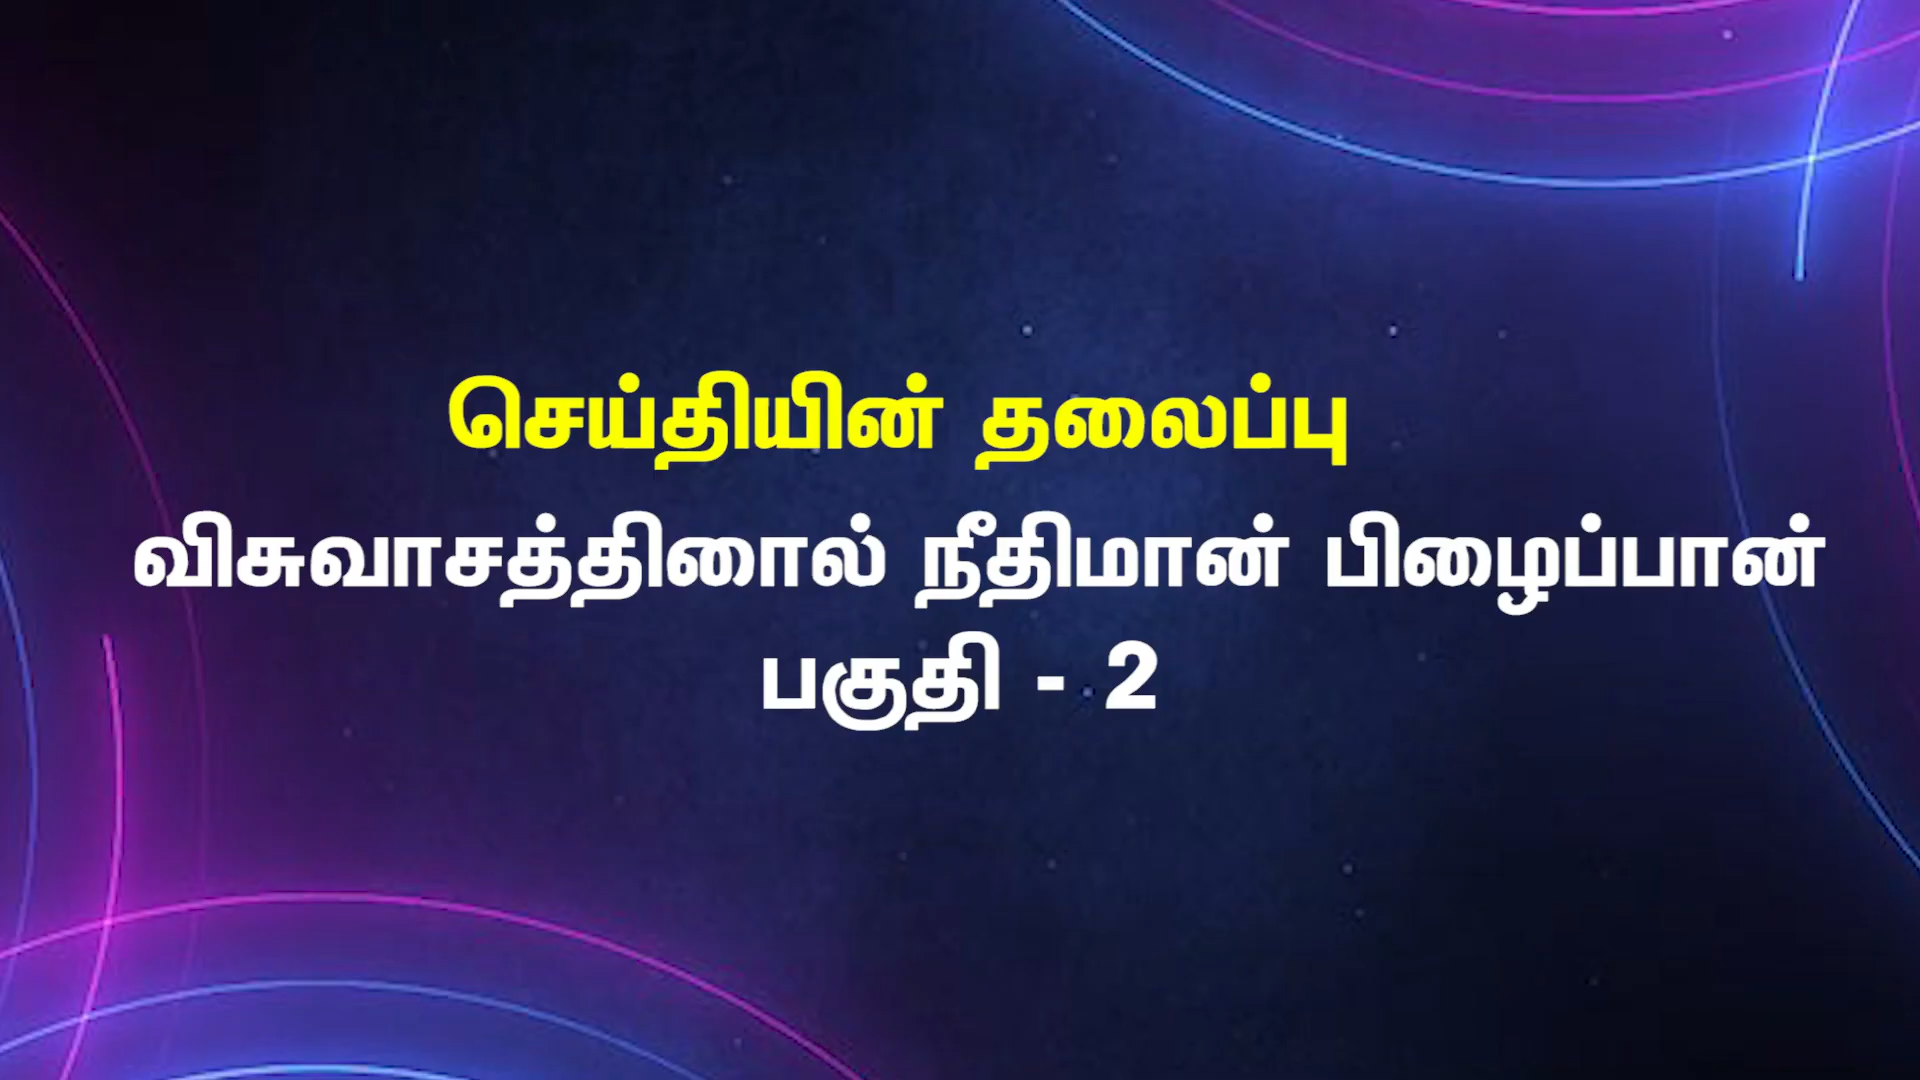 செய்தியின் தலைப்பு
விசுவாசத்தினால் நீதிமான் பிழைப்பான்
பகுதி - 2